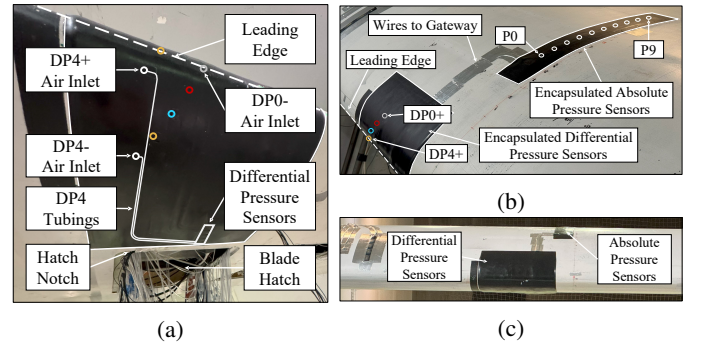 Leading
Edge
DP4+
Air Inlet
DP0-
Air Inlet
DP4-
Air Inlet
DP4
Tubings
Differential
Pressure
Sensors
Hatch
Notch
Blade
Hatch
(a)
Wires to Gateway
P0
P9
Leading Edge
Encapsulated Absolute
Pressure Sensors
DP0+
Encapsulated Differential
Pressure Sensors
DP4+
(b)
Differential
Pressure
Sensors
Absolute
Pressure
Sensors
(c)